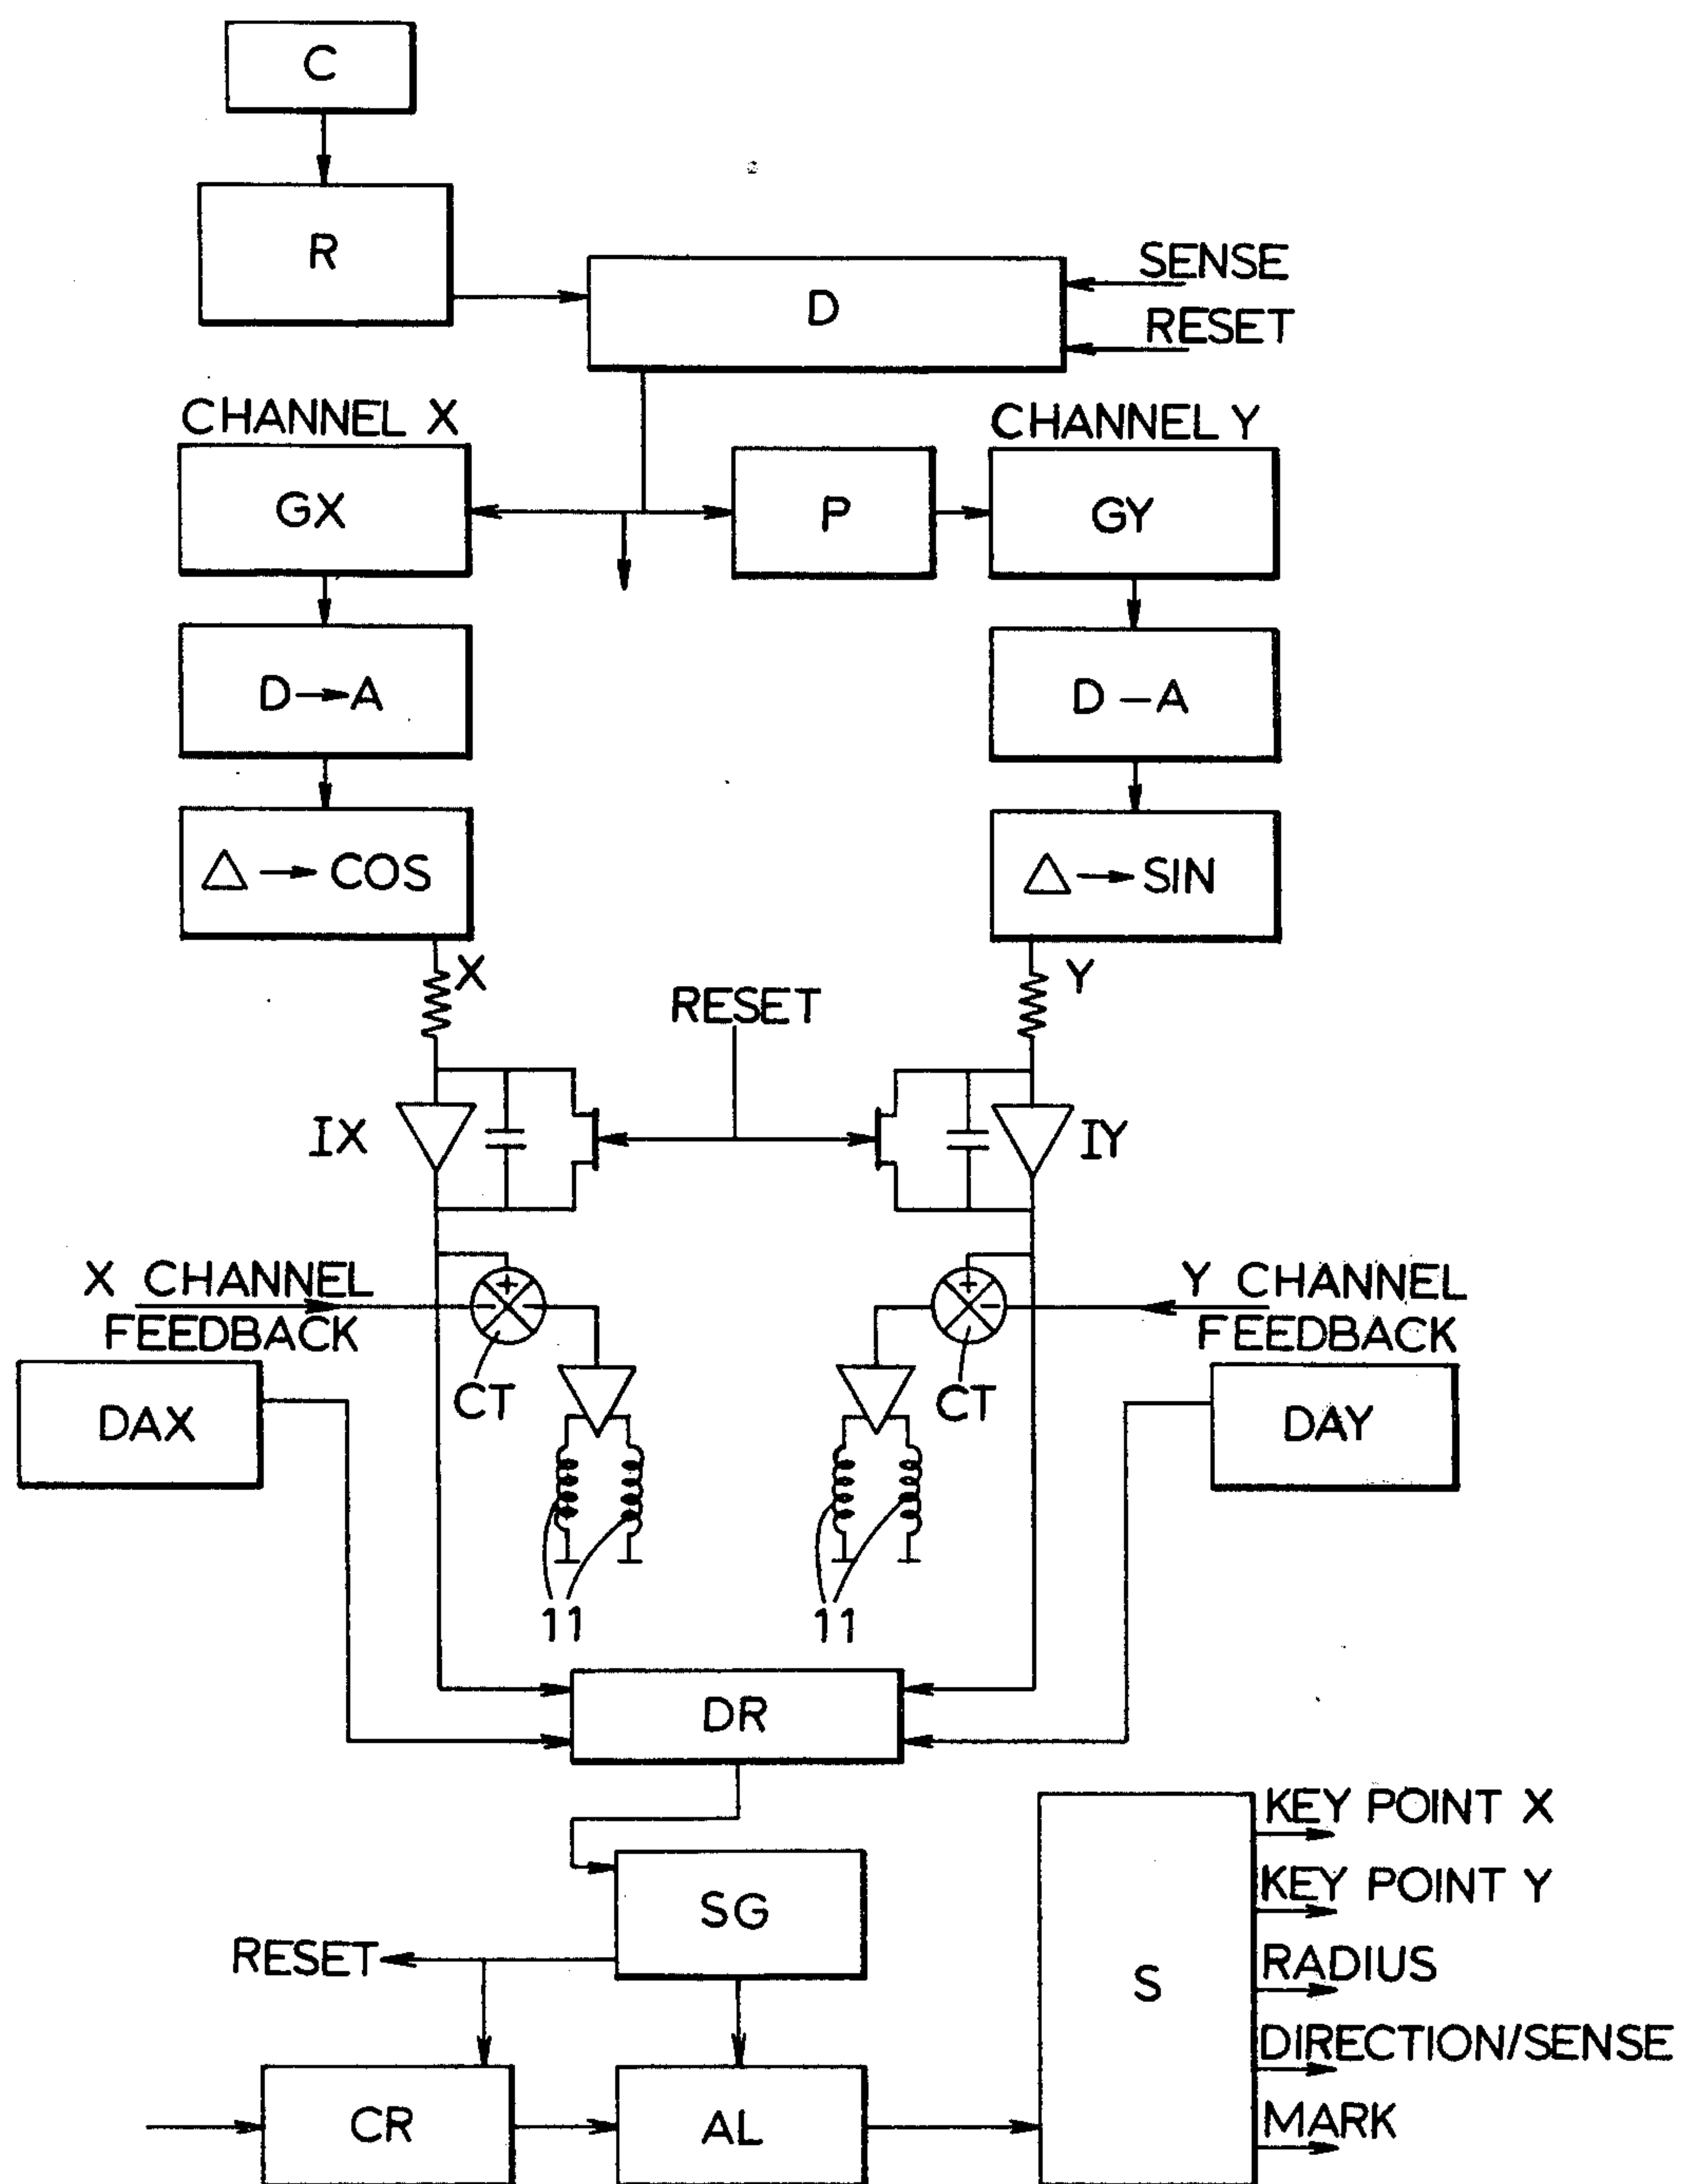 C
R
SENSE
D
RESET
CHANNEL X
CHANNEL Y
GX
P
GY
D→A
D – A
△ → COS
△ → SIN
X
Y
RESET
IX
IY
+
+
–
–
X CHANNEL
FEEDBACK
Y CHANNEL
FEEDBACK
CT
CT
DAX
DAY
11
11
DR
KEY POINT X
KEY POINT Y
SG
RESET
S
RADIUS
DIRECTION/SENSE
MARK
CR
AL